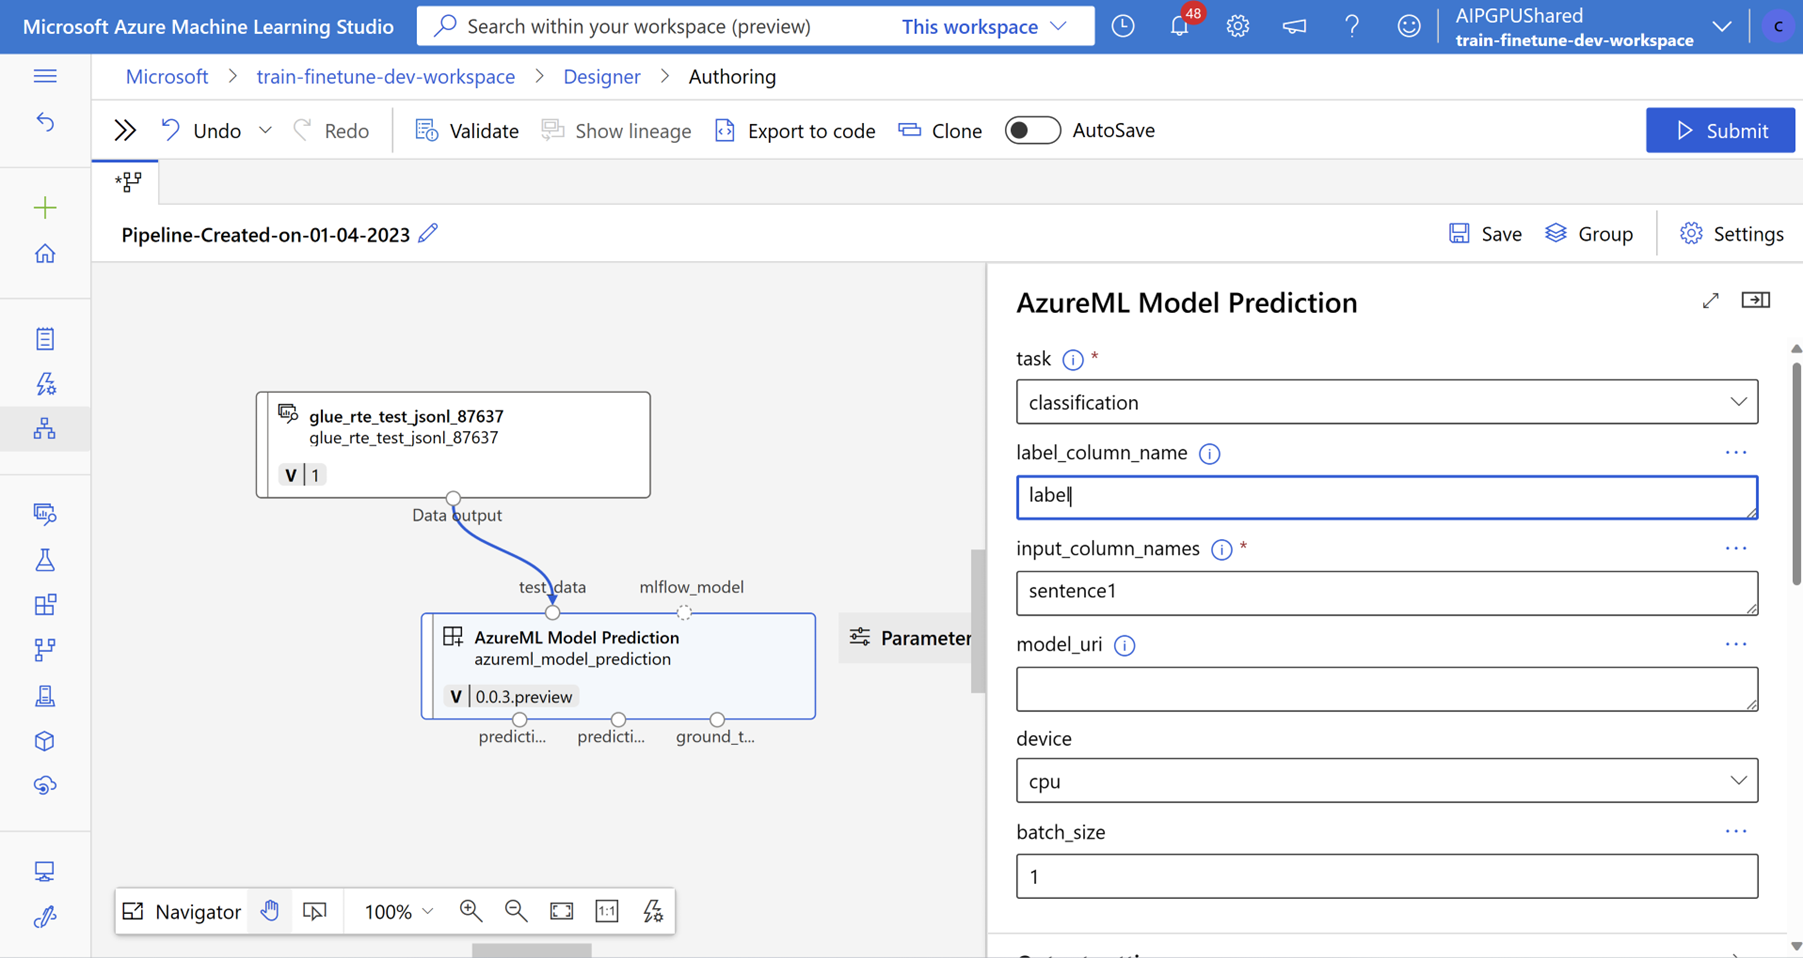 Microsoft Azure Machine Learning Studio
Search within your workspace (preview)
This workspace
48
AIPGPUShared
train-finetune-dev-workspace
C
Microsoft > train-finetune-dev-workspace > Designer > Authoring
Undo
Redo
Validate
Show lineage
Export to code
Clone
AutoSave
Submit
*
Pipeline-Created-on-01-04-2023
Save
Group
Settings
glue_rte_test_jsonl_87637
glue_rte_test_jsonl_87637
V | 1
Data output
test_data
mlflow_model
AzureML Model Prediction
azureml_model_prediction
V | 0.0.3.preview
predicti...
predicti...
ground_t...
Parameter
Navigator
100%
1:1
AzureML Model Prediction
task *
classification
label_column_name
label
input_column_names *
sentence1
model_uri
device
cpu
batch_size
1